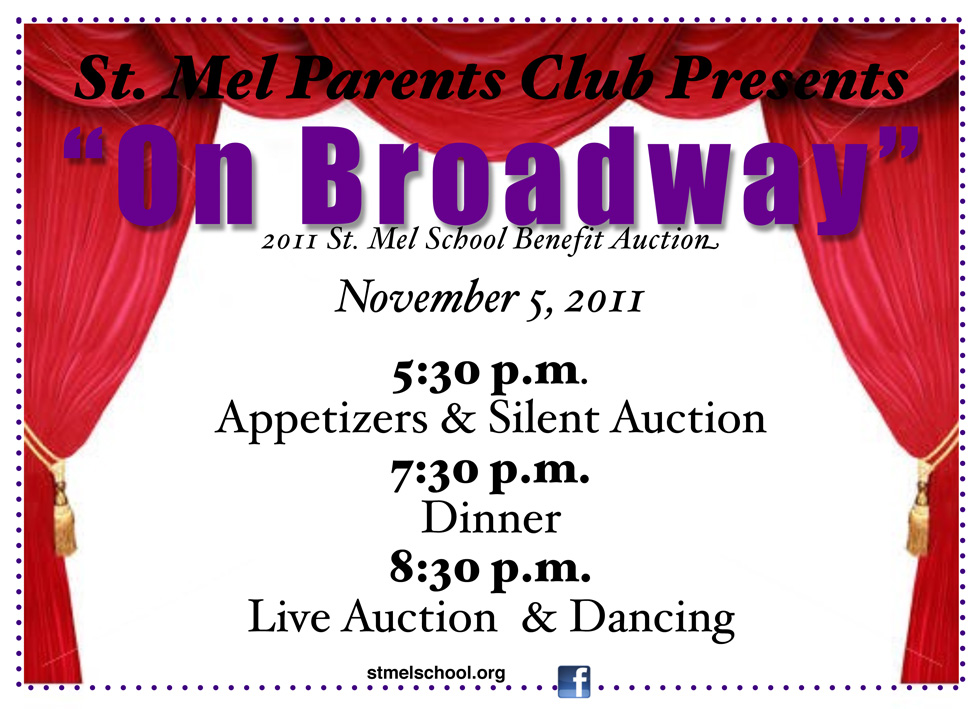 St. Mel Parents Club Presents
“On Broadway”
2011 St. Mel School Benefit Auction
November 5, 2011
5:30 p.m.
Appetizers & Silent Auction
7:30 p.m.
Dinner
8:30 p.m.
Live Auction & Dancing
stmelschool.org f